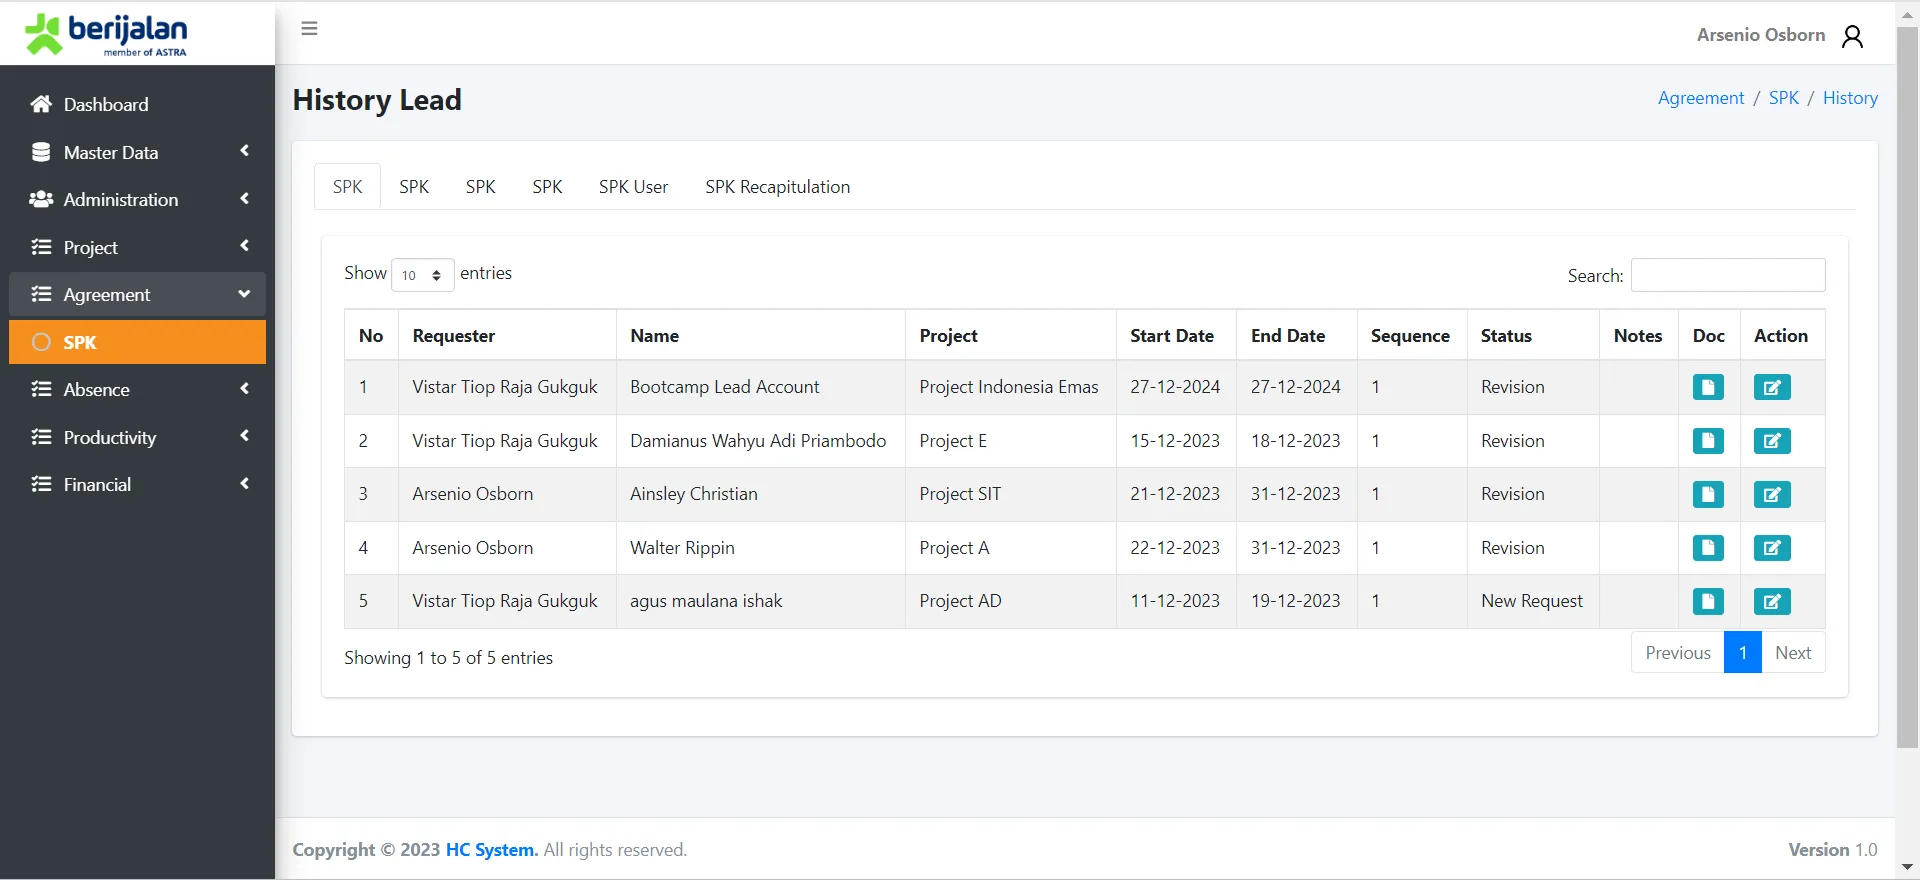 berijalan
member of ASTRA
Arsenio Osborn
Dashboard
Master Data
Administration
Project
Agreement
SPK
Absence
Productivity
Financial
History Lead
Agreement / SPK / History
SPK SPK SPK SPK SPK User SPK Recapitulation
Show 10 entries
Search:
No Requester Name Project Start Date End Date Sequence Status Notes Doc Action
1 Vistar Tiop Raja Gukguk Bootcamp Lead Account Project Indonesia Emas 27-12-2024 27-12-2024 1 Revision
2 Vistar Tiop Raja Gukguk Damianus Wahyu Adi Priambodo Project E 15-12-2023 18-12-2023 1 Revision
3 Arsenio Osborn Ainsley Christian Project SIT 21-12-2023 31-12-2023 1 Revision
4 Arsenio Osborn Walter Rippin Project A 22-12-2023 31-12-2023 1 Revision
5 Vistar Tiop Raja Gukguk agus maulana ishak Project AD 11-12-2023 19-12-2023 1 New Request
Showing 1 to 5 of 5 entries
Previous 1 Next
Copyright © 2023 HC System. All rights reserved.
Version 1.0